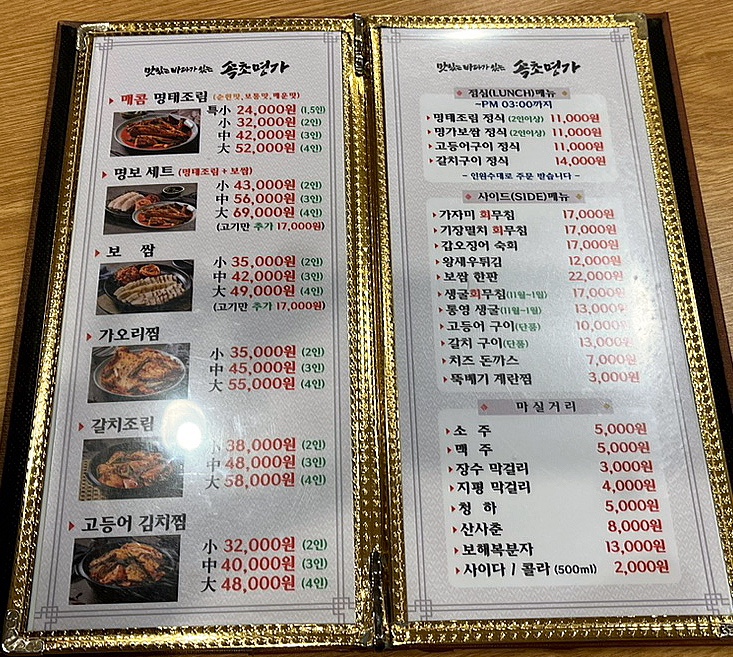 맛있는 바다가 있는 속초명가
매콤 명태조림 (순한맛,보통맛,매운맛)
특小 24,000원 (1,5인)
小 32,000원 (2인)
中 42,000원 (3인)
大 52,000원 (4인)
명보 세트 (명태조림 + 보쌈)
小 43,000원 (2인)
中 56,000원 (3인)
大 69,000원 (4인)
(고기만 추가 17,000원)
보 쌈
小 35,000원 (2인)
中 42,000원 (3인)
大 49,000원 (4인)
(고기만 추가 17,000원)
가오리찜
小 35,000원 (2인)
中 45,000원 (3인)
大 55,000원 (4인)
갈치조림
小 38,000원 (2인)
中 48,000원 (3인)
大 58,000원 (4인)
고등어 김치찜
小 32,000원 (2인)
中 40,000원 (3인)
大 48,000원 (4인)
맛있는 바다가 있는 속초명가
점심(LUNCH)메뉴
~PM 03:00까지
명태조림 정식 (2인이상) 11,000원
명가보쌈 정식 (2인이상) 11,000원
고등어구이 정식 11,000원
갈치구이 정식 14,000원
- 인원수대로 주문 받습니다 -
사이드(SIDE)메뉴
가자미 회무침 17,000원
기장멸치 회무침 17,000원
갑오징어 숙회 17,000원
왕새우튀김 12,000원
보쌈 한판 22,000원
생굴회무침(11월~1월) 17,000원
통영 생굴(11월~1월) 13,000원
고등어 구이(단품) 10,000원
갈치 구이(단품) 13,000원
치즈 돈까스 7,000원
뚝배기 계란찜 3,000원
마실거리
소 주 5,000원
맥 주 5,000원
장수 막걸리 3,000원
지평 막걸리 4,000원
청 하 5,000원
산사춘 8,000원
보해복분자 13,000원
사이다 / 콜라 (500ml) 2,000원